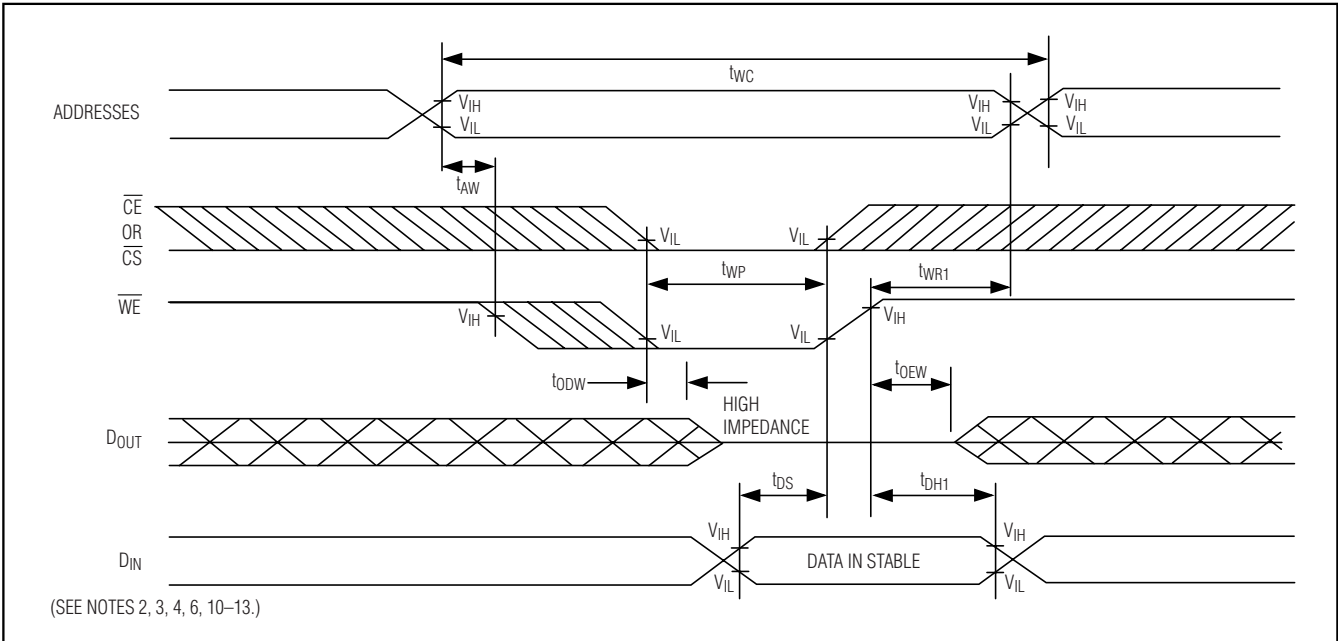 tWC
ADDRESSES
VIH
VIL
VIH
VIL
VIH
VIL
tAW
CE
OR
CS
VIL
VIL
tWP
tWR1
WE
VIH
VIL
VIL
VIH
tODW
tOEW
HIGH
IMPEDANCE
DOUT
tDS
tDH1
DIN
VIH
VIL
DATA IN STABLE
VIH
VIL
(SEE NOTES 2, 3, 4, 6, 10–13.)